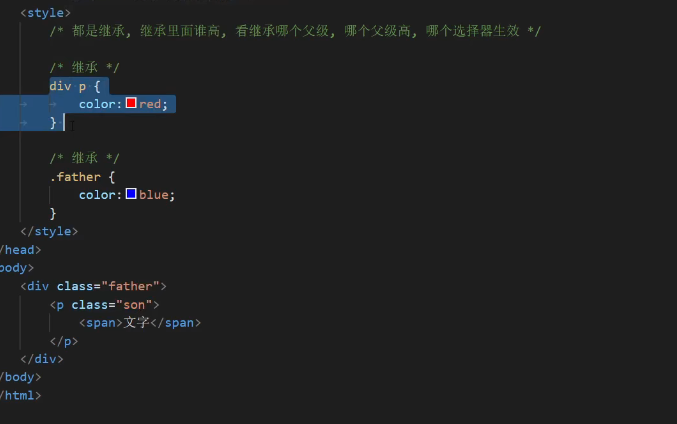 <style>
/* 都是继承, 继承里面谁高, 看继承哪个父级, 哪个父级高, 哪个选择器生效 */
/* 继承 */
div p {
color: red;
}
/* 继承 */
.father {
color: blue;
}
</style>
/head>
body>
<div class="father">
<p class="son">
<span>文字</span>
</p>
</div>
/body>
/html>